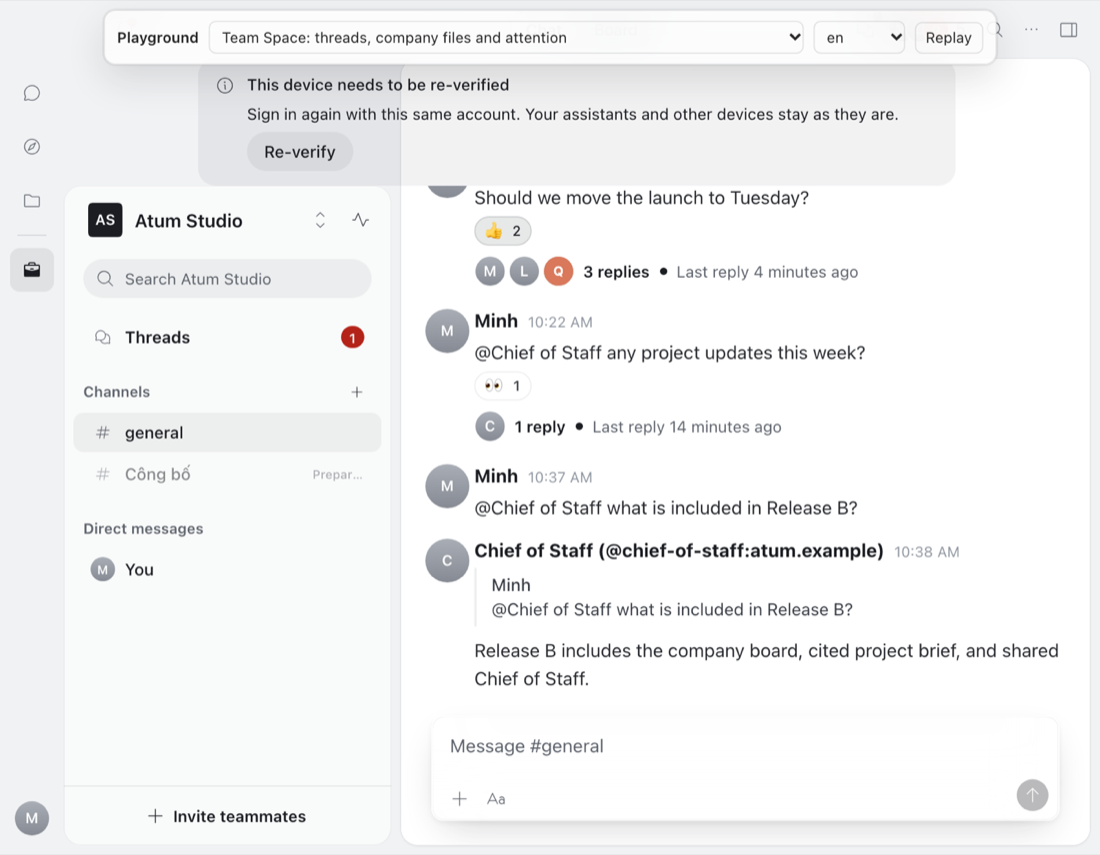 Playground
Team Space: threads, company files and attention
en
Replay
This device needs to be re-verified
Sign in again with this same account. Your assistants and other devices stay as they are.
Re-verify
AS
Atum Studio
Search Atum Studio
Threads
1
Channels
# general
# Công bố
Prepar...
Direct messages
M
You
Invite teammates
M
Should we move the launch to Tuesday?
👍 2
M L Q 3 replies • Last reply 4 minutes ago
M
Minh 10:22 AM
@Chief of Staff any project updates this week?
👀 1
C 1 reply • Last reply 14 minutes ago
M
Minh 10:37 AM
@Chief of Staff what is included in Release B?
C
Chief of Staff (@chief-of-staff:atum.example) 10:38 AM
Minh
@Chief of Staff what is included in Release B?
Release B includes the company board, cited project brief, and shared
Chief of Staff.
Message #general
Aa